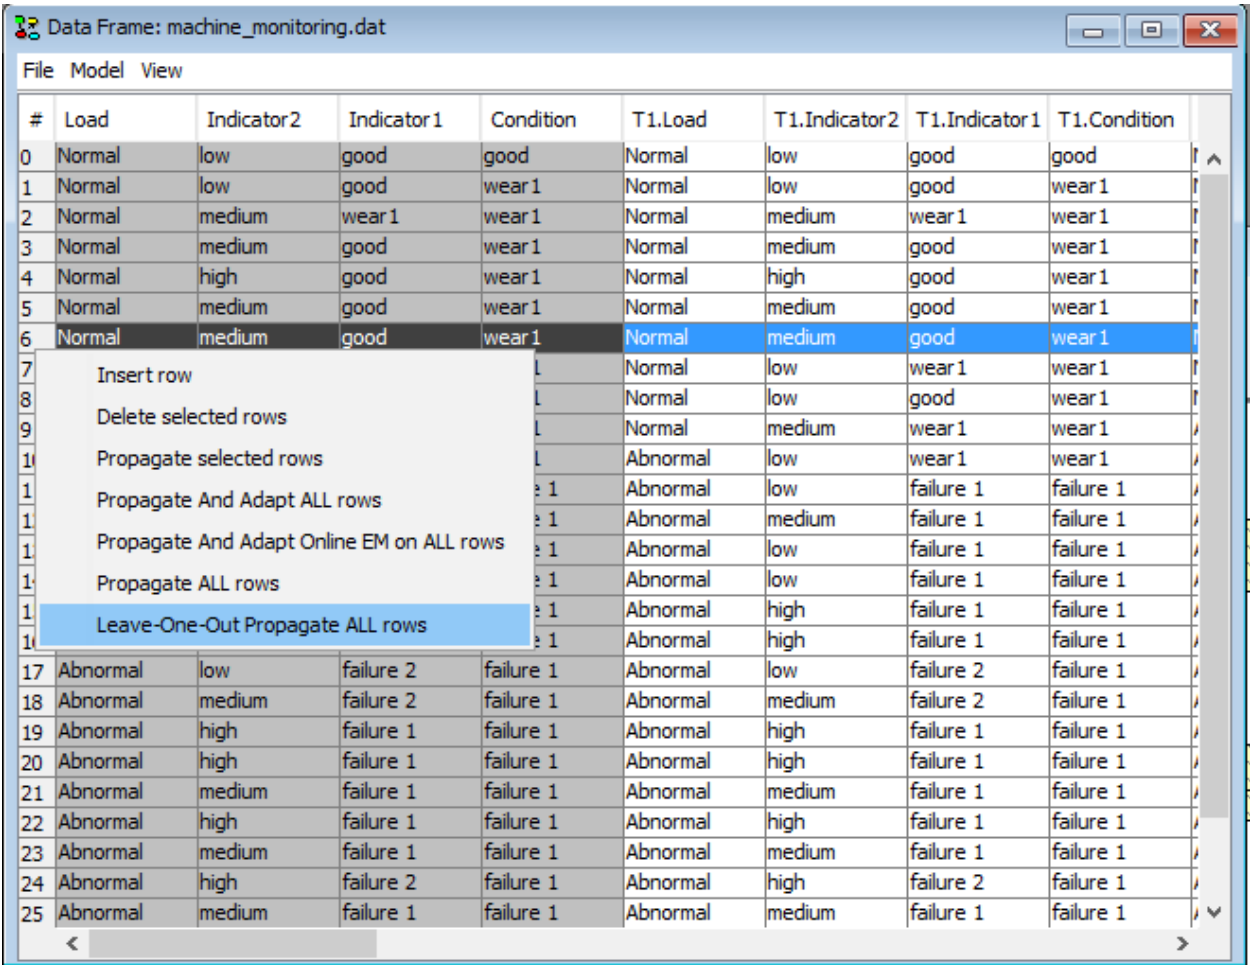 Data Frame: machine_monitoring.dat
File Model View
# Load Indicator2 Indicator1 Condition T1.Load T1.Indicator2 T1.Indicator1 T1.Condition
0 Normal low good good Normal low good good
1 Normal low good wear1 Normal low good wear1
2 Normal medium wear1 wear1 Normal medium wear1 wear1
3 Normal medium good wear1 Normal medium good wear1
4 Normal high good wear1 Normal high good wear1
5 Normal medium good wear1 Normal medium good wear1
6 Normal medium good wear1 Normal medium good wear1
7 Normal low wear1 wear1
8 Normal low good wear1
9 Normal medium wear1 wear1
Abnormal low wear1 wear1
Abnormal low failure 1 failure 1
Abnormal medium failure 1 failure 1
Abnormal low failure 1 failure 1
Abnormal low failure 1 failure 1
Abnormal high failure 1 failure 1
Abnormal high failure 1 failure 1
Insert row
Delete selected rows
Propagate selected rows
Propagate And Adapt ALL rows
Propagate And Adapt Online EM on ALL rows
Propagate ALL rows
Leave-One-Out Propagate ALL rows
17 Abnormal low failure 2 failure 1 Abnormal low failure 2 failure 1
18 Abnormal medium failure 2 failure 1 Abnormal medium failure 2 failure 1
19 Abnormal high failure 1 failure 1 Abnormal high failure 1 failure 1
20 Abnormal high failure 1 failure 1 Abnormal high failure 1 failure 1
21 Abnormal medium failure 1 failure 1 Abnormal medium failure 1 failure 1
22 Abnormal high failure 1 failure 1 Abnormal high failure 1 failure 1
23 Abnormal medium failure 1 failure 1 Abnormal medium failure 1 failure 1
24 Abnormal high failure 2 failure 1 Abnormal high failure 2 failure 1
25 Abnormal medium failure 1 failure 1 Abnormal medium failure 1 failure 1